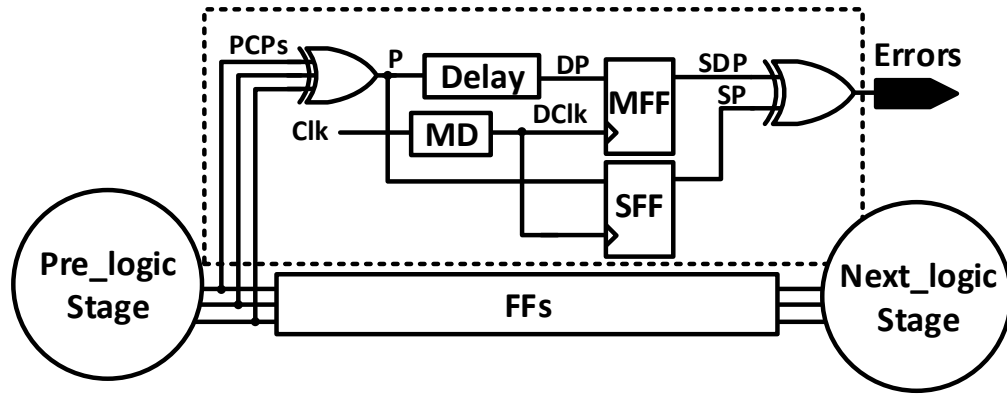 PCPs
P
Delay
DP
MFF
SDP
SP
Errors
Clk
MD
DClk
SFF
Pre_logic
Stage
FFs
Next_logic
Stage